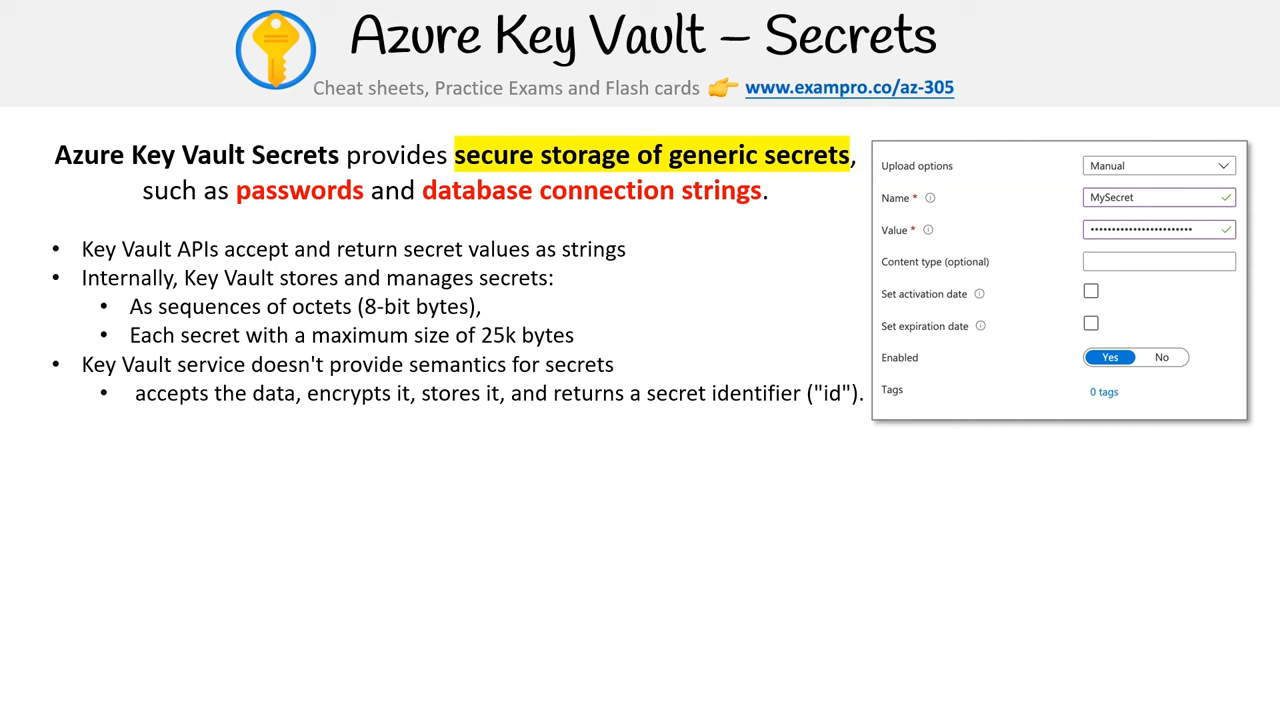 Azure Key Vault – Secrets
Cheat sheets, Practice Exams and Flash cards 👉 www.exampro.co/az-305
Azure Key Vault Secrets provides secure storage of generic secrets,
such as passwords and database connection strings.
• Key Vault APIs accept and return secret values as strings
• Internally, Key Vault stores and manages secrets:
• As sequences of octets (8-bit bytes),
• Each secret with a maximum size of 25k bytes
• Key Vault service doesn't provide semantics for secrets
• accepts the data, encrypts it, stores it, and returns a secret identifier ("id").
Upload options Manual
Name * MySecret
Value * ••••••••••••••••••••••••
Content type (optional)
Set activation date
Set expiration date
Enabled Yes No
Tags 0 tags